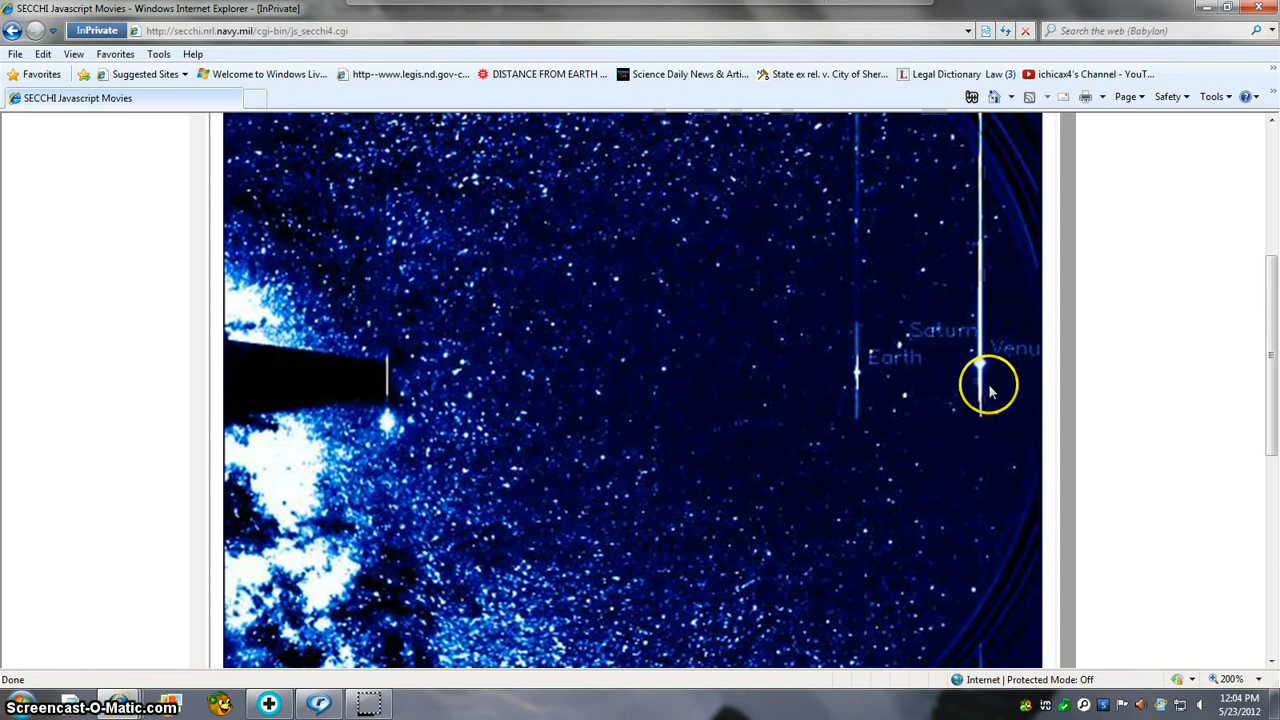 SECCHI Javascript Movies - Windows Internet Explorer - [InPrivate]
InPrivate http://secchi.nrl.navy.mil/cgi-bin/js_secchi4.cgi Search the web (Babylon)
File Edit View Favorites Tools Help
Favorites Suggested Sites Welcome to Windows Liv... http--www.legis.nd.gov-c... DISTANCE FROM EARTH ... Science Daily News & Arti... State ex rel. v. City of Sher... Legal Dictionary Law (3) ichicax4's Channel - YouT...
SECCHI Javascript Movies Page Safety Tools
Saturn
Venu
Earth
Done Internet | Protected Mode: Off 200%
Screencast-O-Matic.com 12:04 PM
5/23/2012